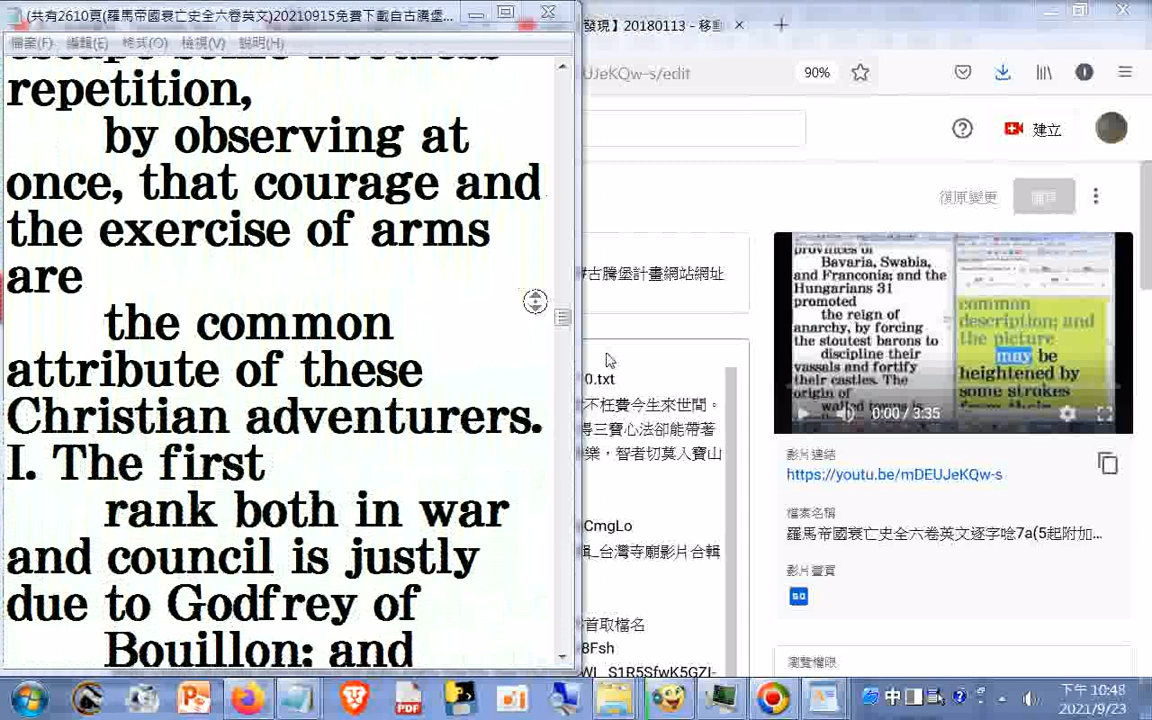 (共有2610頁(羅馬帝國衰亡史全六卷英文)20210915免費下載自古騰堡...
檔案(F) 編輯(E) 格式(O) 檢視(V) 說明(H)
repetition,
by observing at
once, that courage and
the exercise of arms
are
the common
attribute of these
Christian adventurers.
I. The first
rank both in war
and council is justly
due to Godfrey of
Bouillon; and
發現】20180113 - 移動
UJeKQw-s/edit
90%
建立
復原變更
#古騰堡計畫網站網址
0.txt
不枉費今生來世間。
得三寶心法卻能帶著
樂，智者切莫入寶山
CmgLo
台灣寺廟影片合輯
首取檔名
8Fsh
WI_S1R5SfwK5GZI-
provinces of
Bavaria, Swabia,
and Franconia; and the
Hungarians 31
promoted
the reign of
anarchy, by forcing
the stoutest barons to
discipline their
vassals and fortify
their castles. The
origin of
walled towns is
common
description; and
the picture
may be
heightened by
some strokes
0:00 / 3:35
影片連結
https://youtu.be/mDEUJeKQw-s
檔案名稱
羅馬帝國衰亡史全六卷英文逐字唸7a(5起附加...
影片畫質
瀏覽權限
中
下午 10:48
2021/9/23